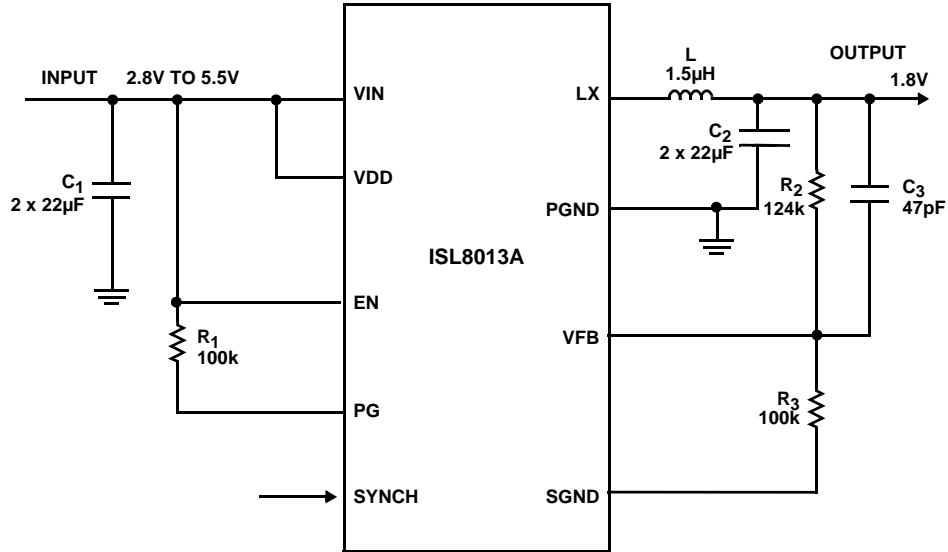 INPUT 2.8V TO 5.5V
C1
2 x 22µF
R1
100k
VIN
VDD
EN
PG
SYNCH
ISL8013A
LX
PGND
VFB
SGND
L
1.5µH
OUTPUT
1.8V
C2
2 x 22µF
R2
124k
C3
47pF
R3
100k